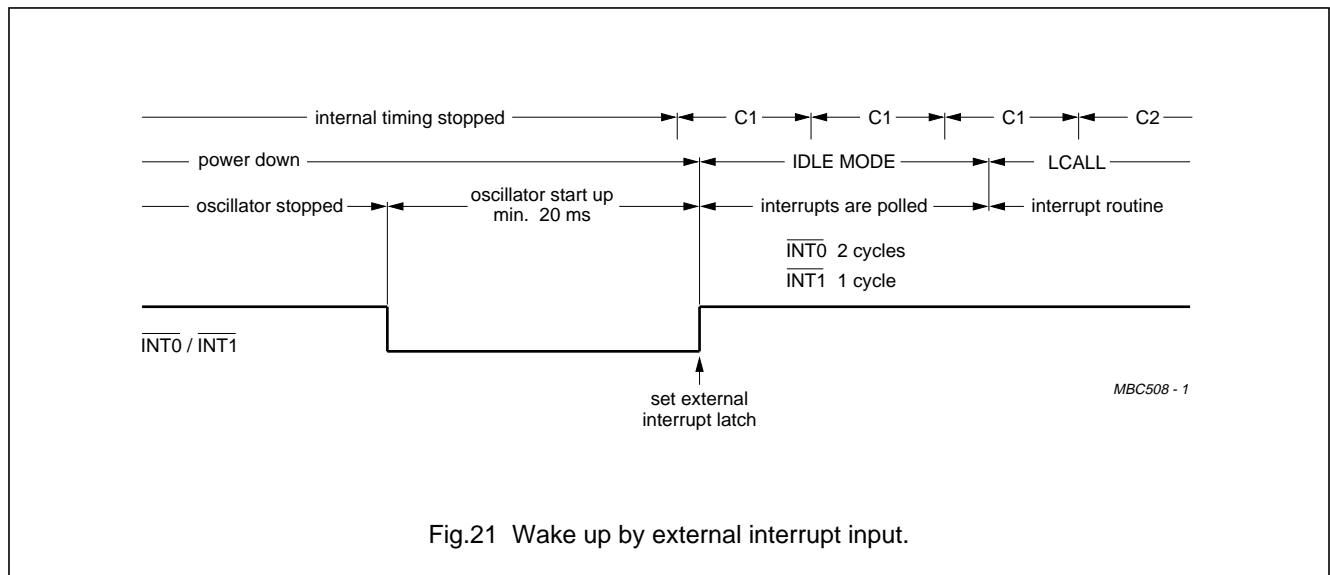 internal timing stopped C1 C1 C1 C2
power down IDLE MODE LCALL
oscillator stopped oscillator start up interrupts are polled interrupt routine
min. 20 ms
INT0 2 cycles
INT1 1 cycle
INT0 / INT1
set external
interrupt latch
MBC508 - 1
Fig.21 Wake up by external interrupt input.